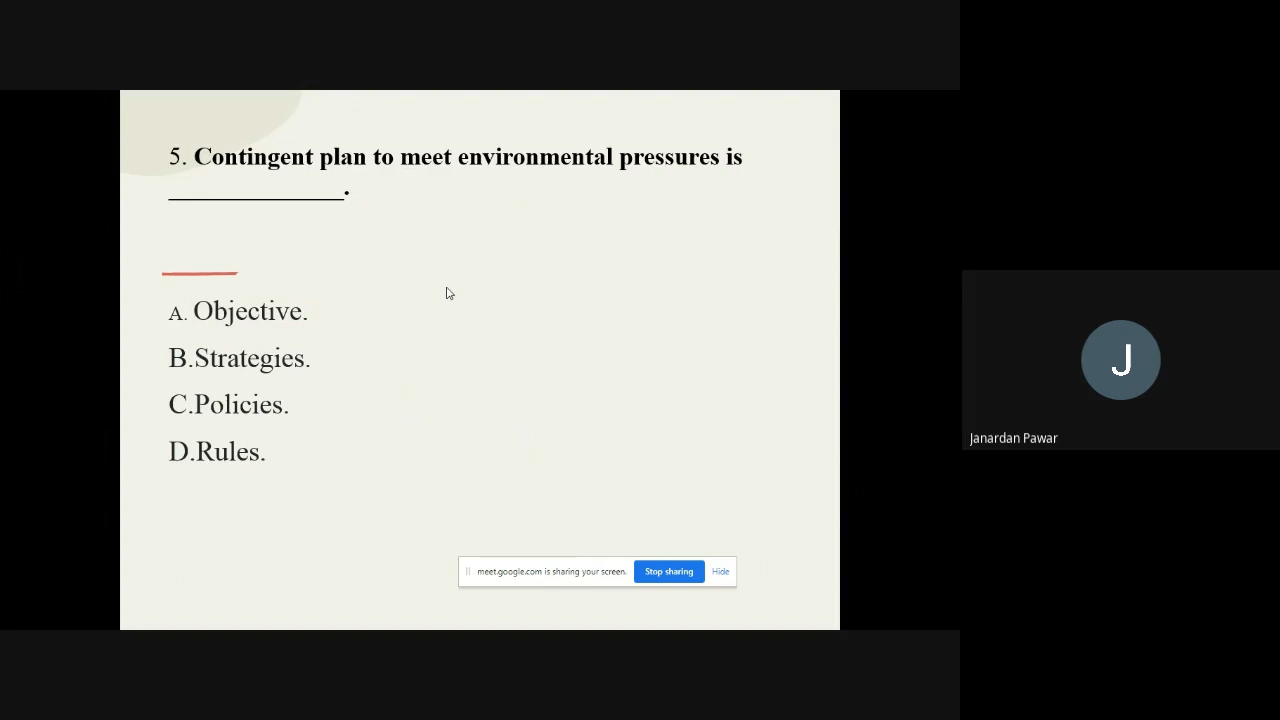 5. Contingent plan to meet environmental pressures is
______________.
A. Objective.
B.Strategies.
C.Policies.
D.Rules.
meet.google.com is sharing your screen. Stop sharing Hide
J
Janardan Pawar